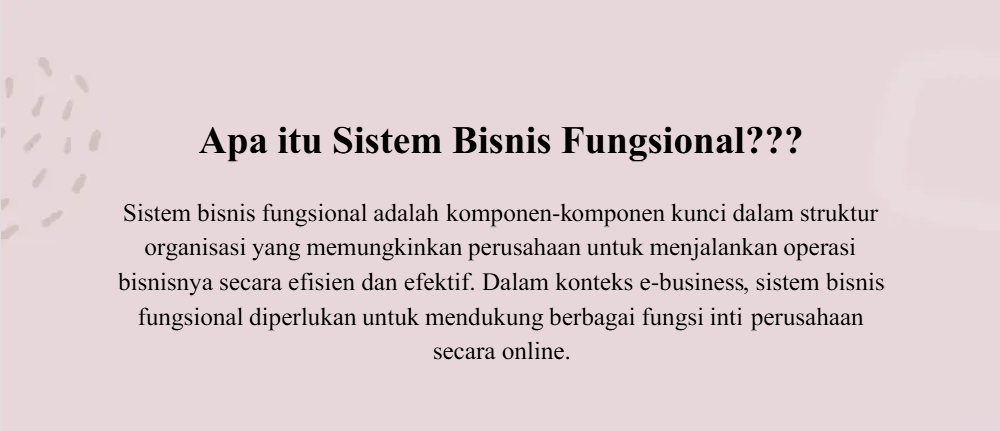 Apa itu Sistem Bisnis Fungsional???
Sistem bisnis fungsional adalah komponen-komponen kunci dalam struktur
organisasi yang memungkinkan perusahaan untuk menjalankan operasi
bisnisnya secara efisien dan efektif. Dalam konteks e-business, sistem bisnis
fungsional diperlukan untuk mendukung berbagai fungsi inti perusahaan
secara online.